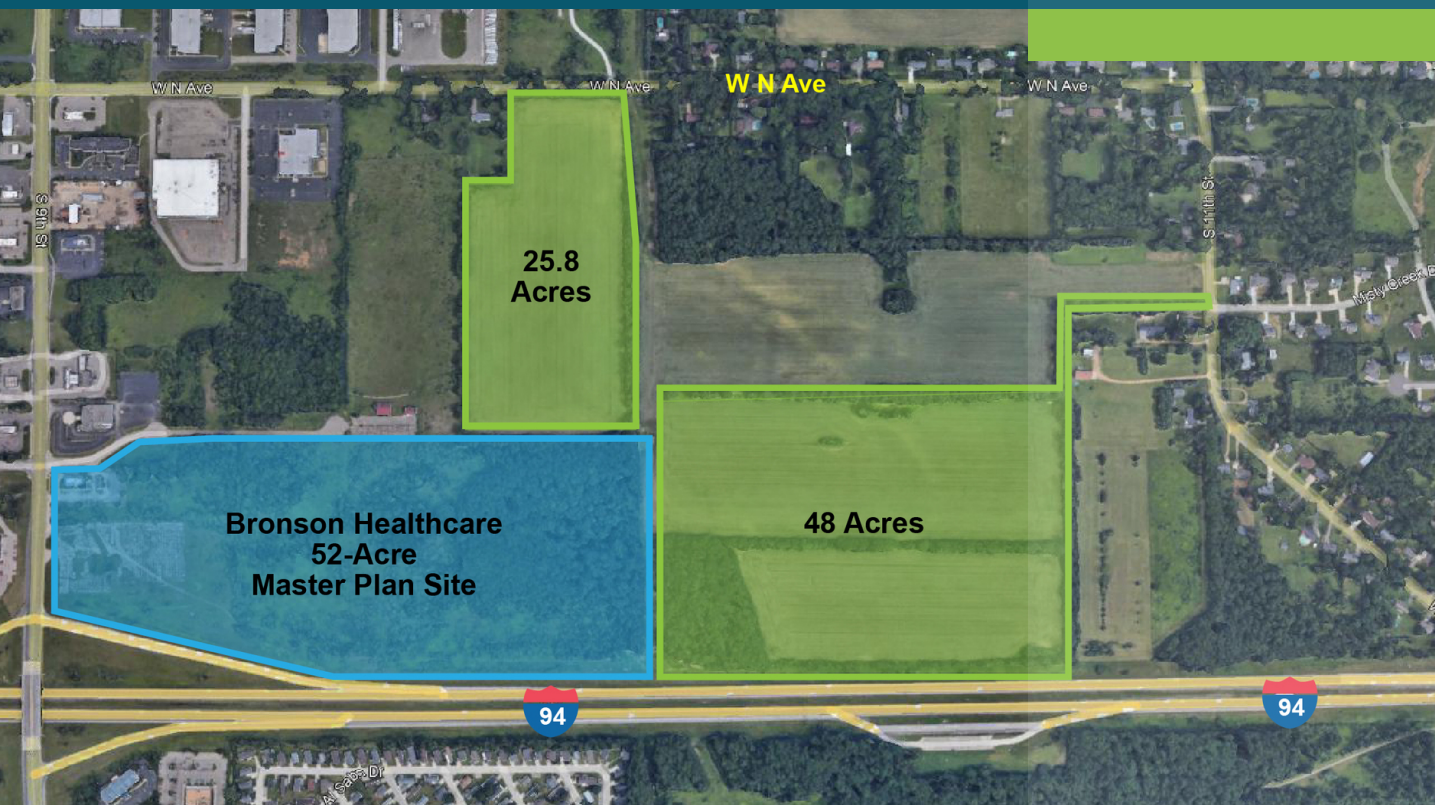 W N Ave
W N Ave
W N Ave
W N Ave
S 9th St
S 11th St
Misty Creek D
25.8
Acres
48 Acres
Bronson Healthcare
52-Acre
Master Plan Site
94
94
Dr